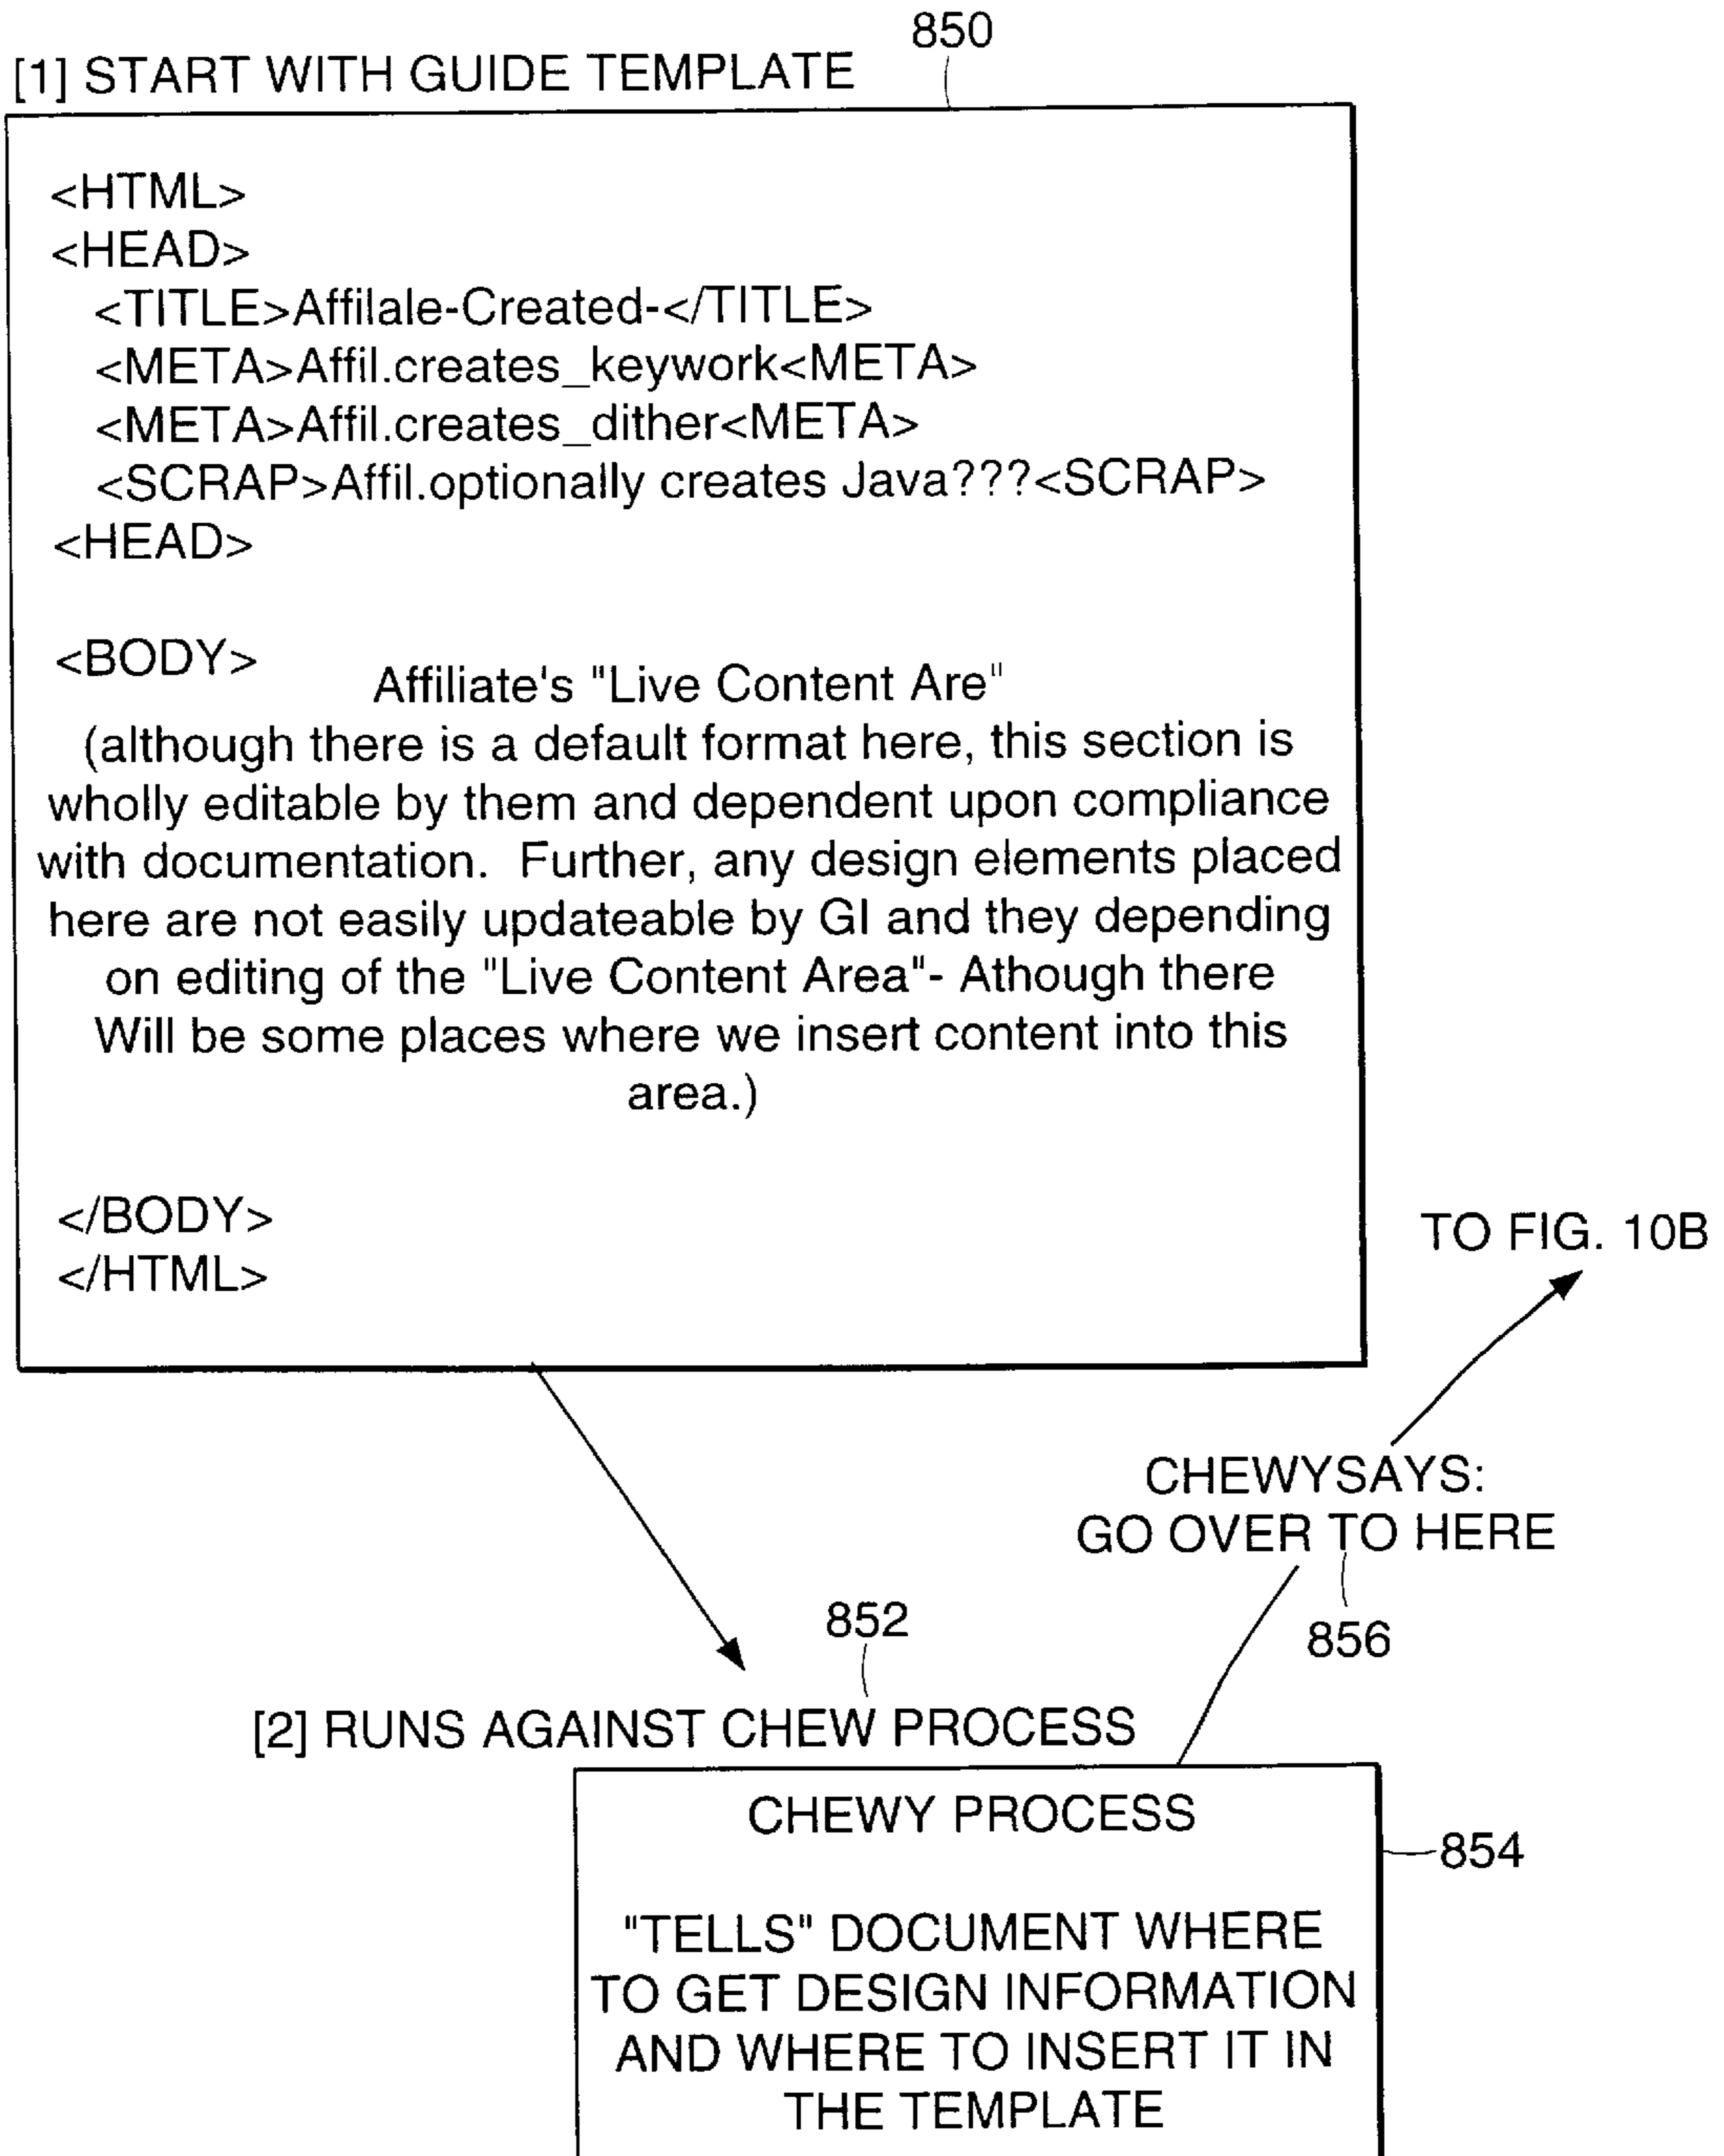 850
[1] START WITH GUIDE TEMPLATE
<HTML>
<HEAD>
<TITLE>Affilale-Created-</TITLE>
<META>Affil.creates_keywork<META>
<META>Affil.creates_dither<META>
<SCRAP>Affil.optionally creates Java???<SCRAP>
<HEAD>
<BODY>
Affiliate's "Live Content Are"
(although there is a default format here, this section is
wholly editable by them and dependent upon compliance
with documentation. Further, any design elements placed
here are not easily updateable by GI and they depending
on editing of the "Live Content Area"- Athough there
Will be some places where we insert content into this
area.)
</BODY>
</HTML>
TO FIG. 10B
CHEWYSAYS:
GO OVER TO HERE
856
852
[2] RUNS AGAINST CHEW PROCESS
CHEWY PROCESS
854
"TELLS" DOCUMENT WHERE
TO GET DESIGN INFORMATION
AND WHERE TO INSERT IT IN
THE TEMPLATE